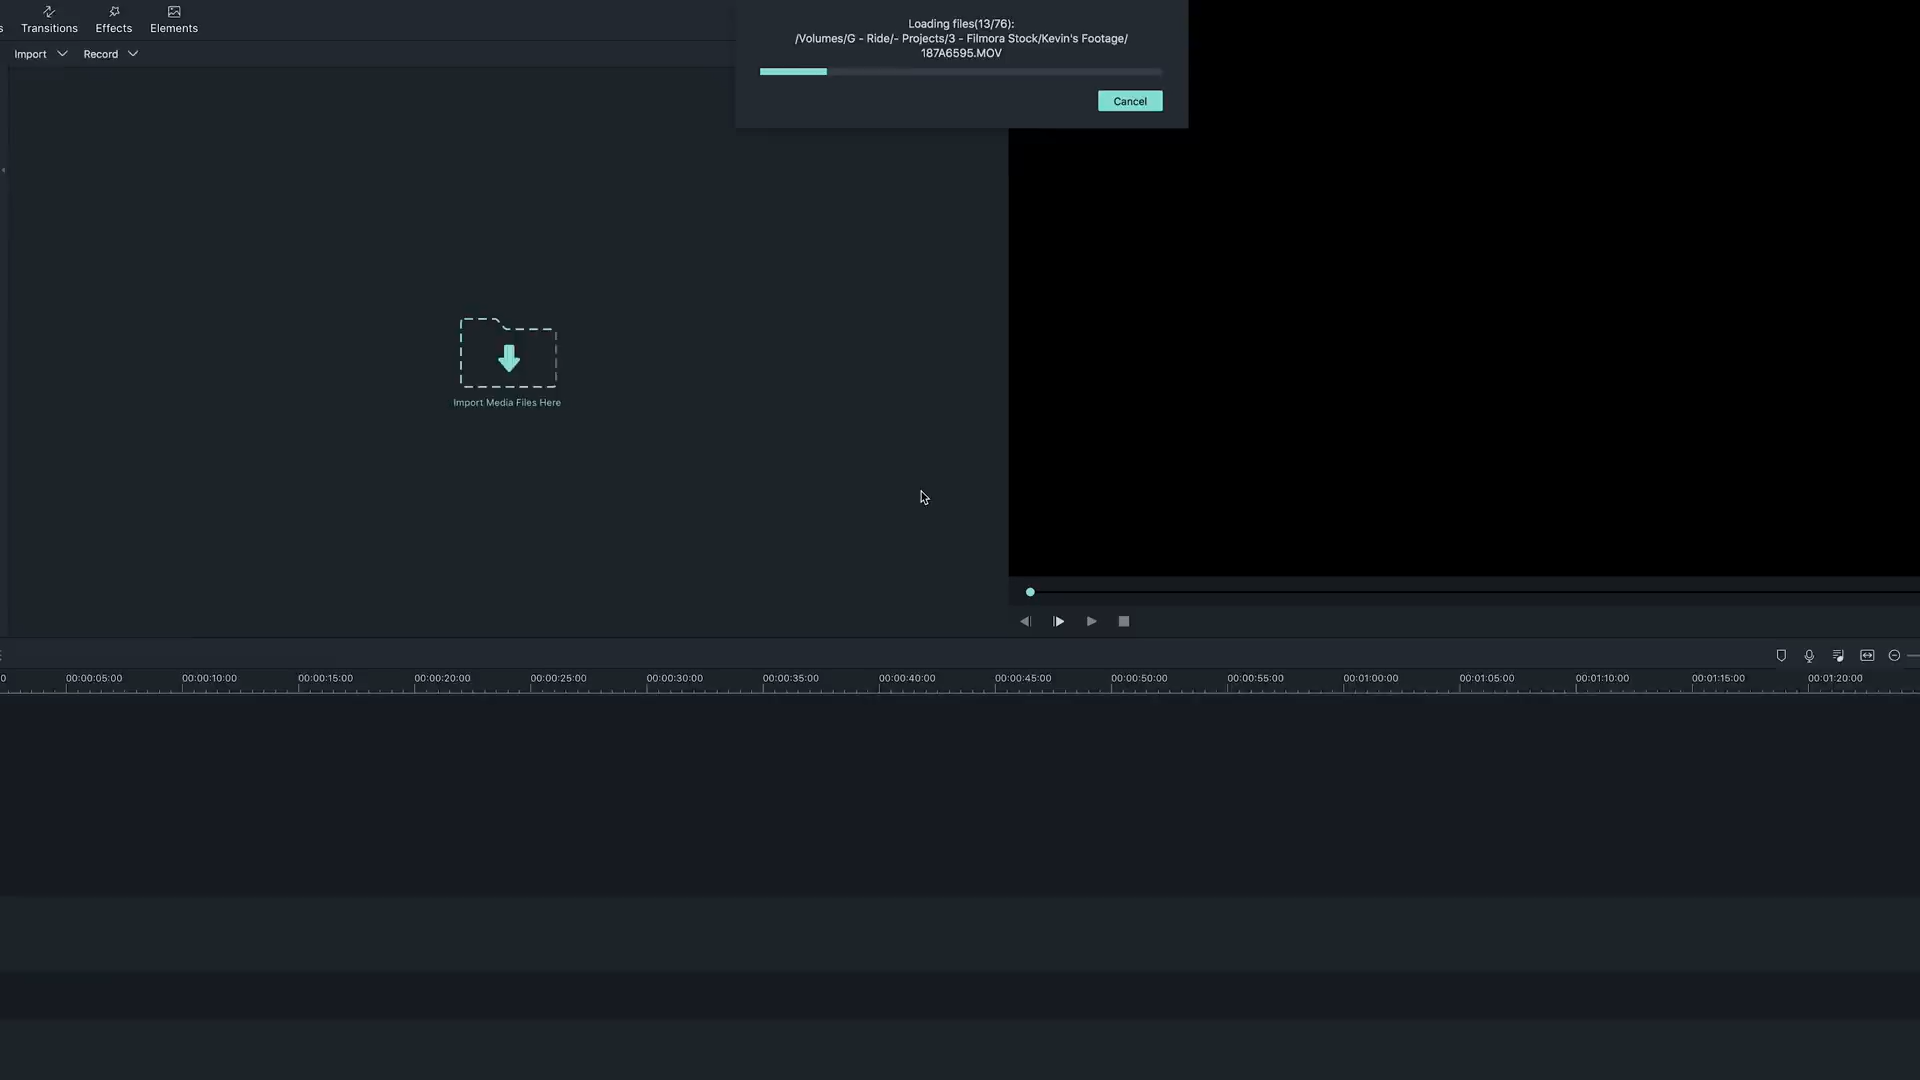 Transitions
Effects
Elements
Import
Record
Loading files(13/76):
/Volumes/G - Ride/- Projects/3 - Filmora Stock/Kevin's Footage/
187A6595.MOV
Cancel
Import Media Files Here
00:00:05:00 00:00:10:00 00:00:15:00 00:00:20:00 00:00:25:00 00:00:30:00 00:00:35:00 00:00:40:00 00:00:45:00 00:00:50:00 00:00:55:00 00:01:00:00 00:01:05:00 00:01:10:00 00:01:15:00 00:01:20:00